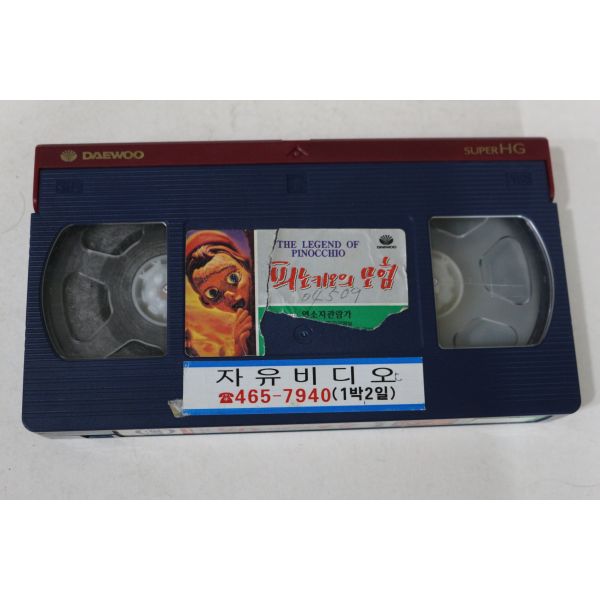 DAEWOO
SUPER HG
THE LEGEND OF
PINOCCHIO
DAEWOO
피노키오의 모험
04509
연소자관람가
자유비디오
☎465-7940(1박2일)